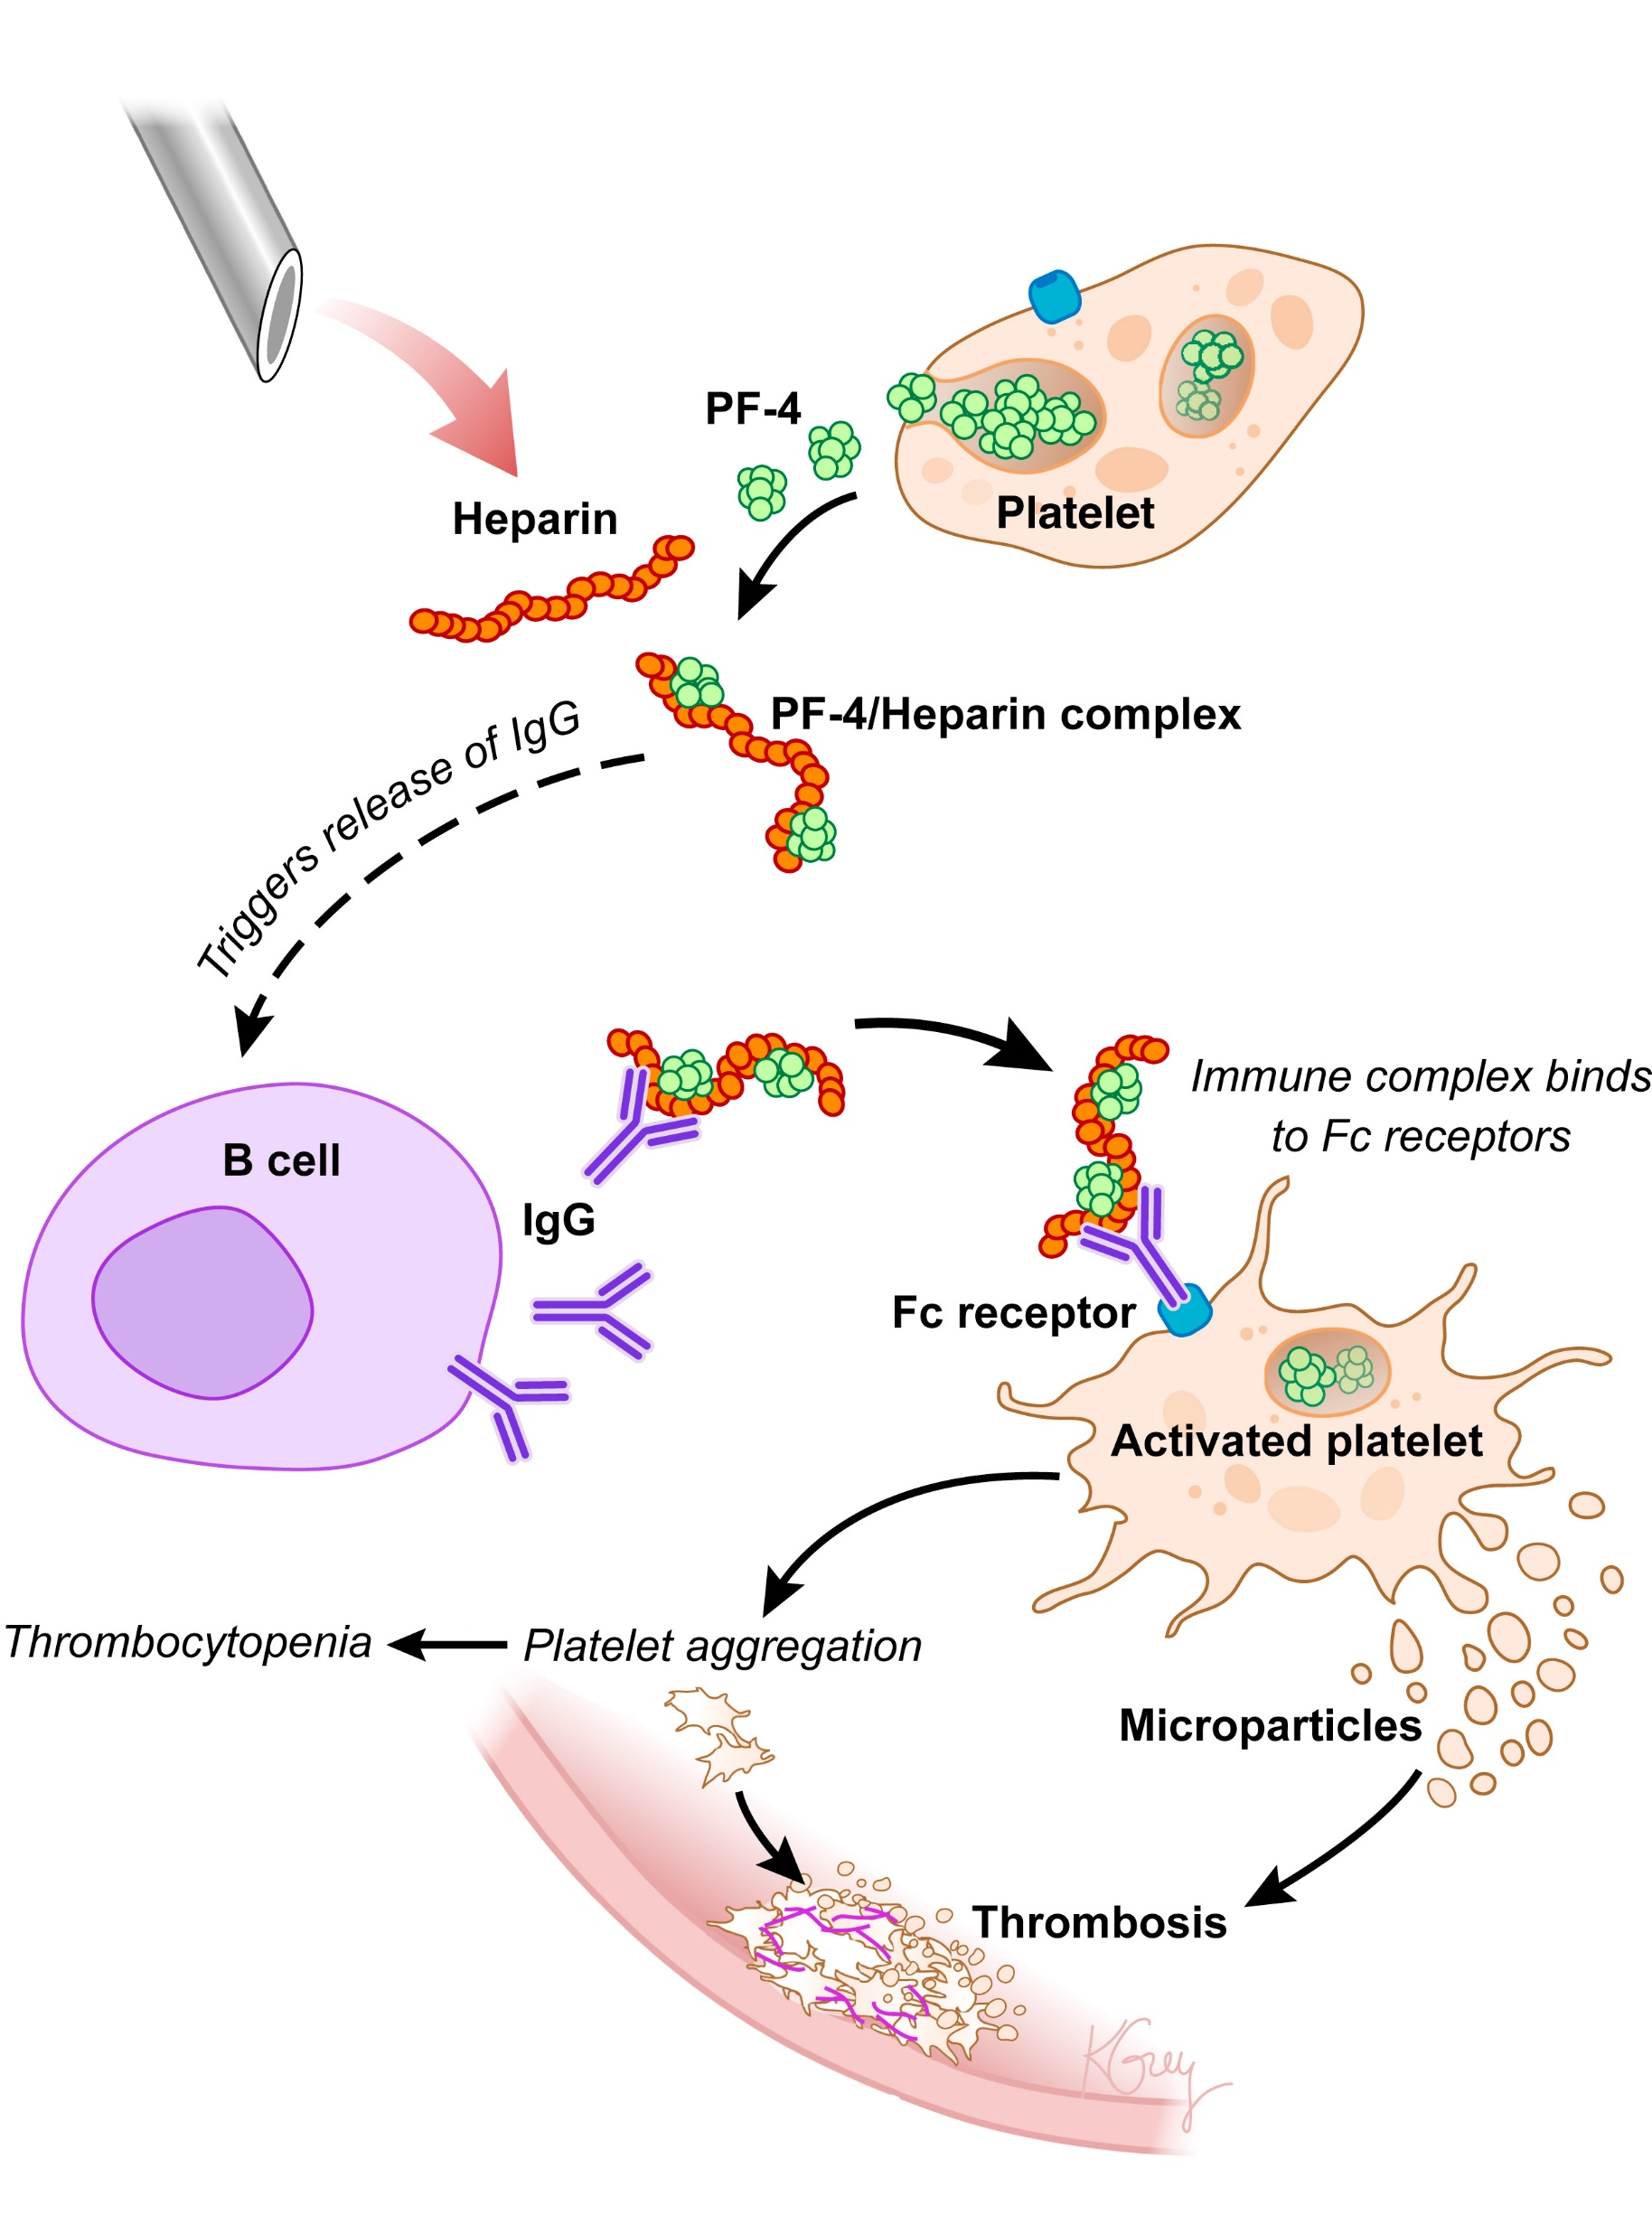 PF-4
Heparin
Platelet
PF-4/Heparin complex
Triggers release of IgG
Immune complex binds
to Fc receptors
B cell
IgG
Fc receptor
Activated platelet
Thrombocytopenia
Platelet aggregation
Microparticles
Thrombosis
KGrey